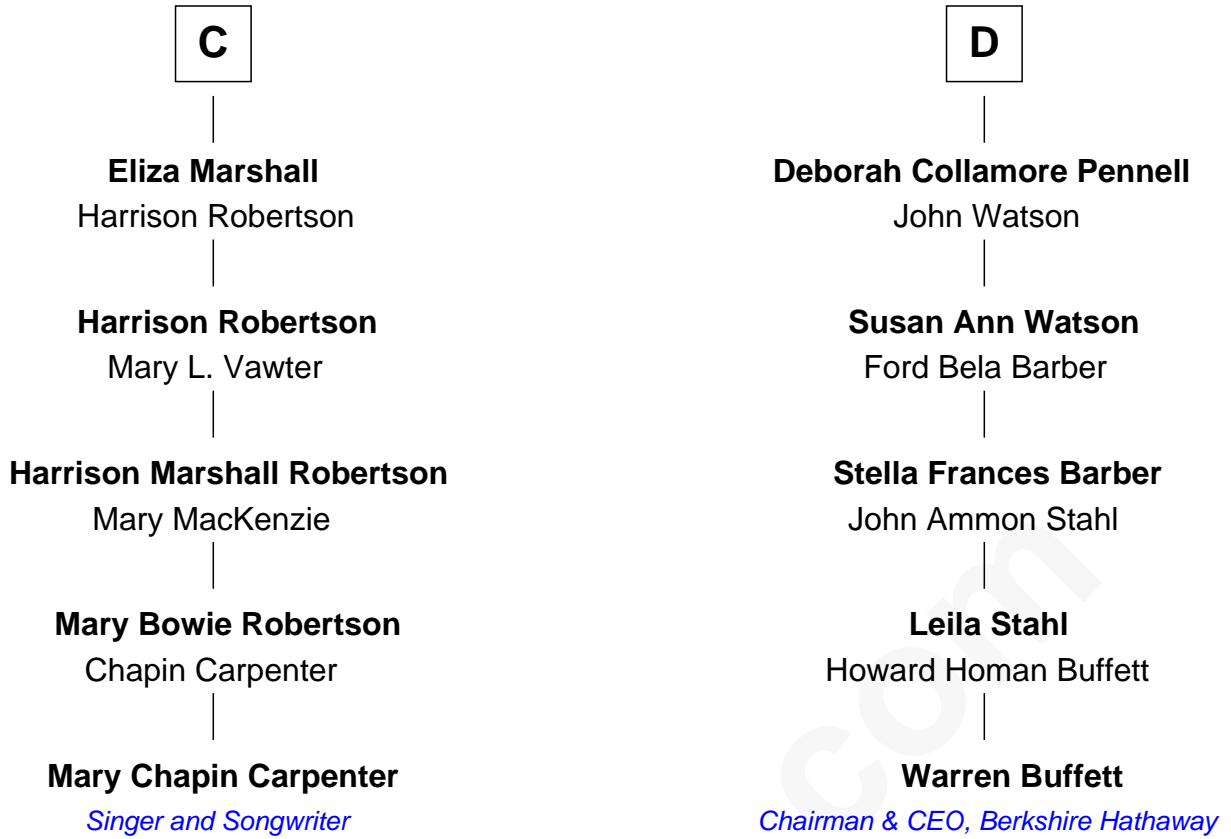 C
Eliza Marshall
Harrison Robertson
Harrison Robertson
Mary L. Vawter
Harrison Marshall Robertson
Mary MacKenzie
Mary Bowie Robertson
Chapin Carpenter
Mary Chapin Carpenter
Singer and Songwriter
D
Deborah Collamore Pennell
John Watson
Susan Ann Watson
Ford Bela Barber
Stella Frances Barber
John Ammon Stahl
Leila Stahl
Howard Homan Buffett
Warren Buffett
Chairman & CEO, Berkshire Hathaway
com